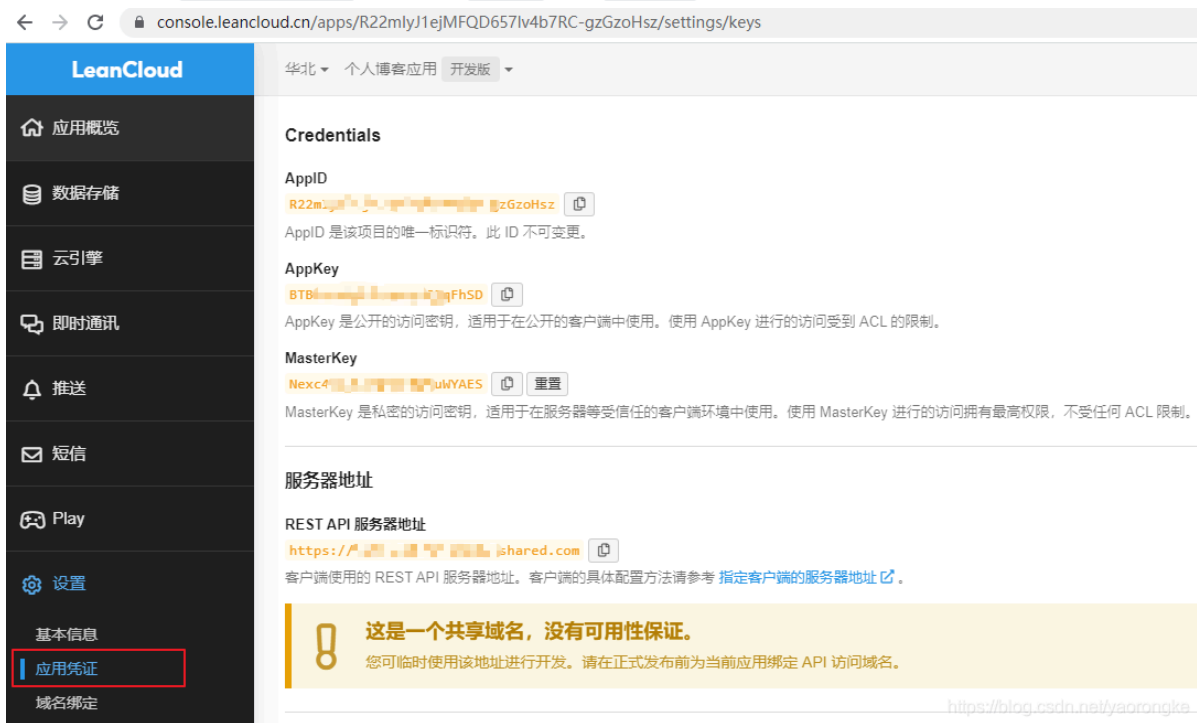 console.leancloud.cn/apps/R22mIyJ1ejMFQD657Iv4b7RC-gzGzoHsz/settings/keys
LeanCloud
华北 个人博客应用 开发版
应用概览
数据存储
云引擎
即时通讯
推送
短信
Play
设置
基本信息
应用凭证
域名绑定
Credentials
AppID
R22m gzGzoHsz
AppID 是该项目的唯一标识符。此 ID 不可变更。
AppKey
BTB qFhSD
AppKey 是公开的访问密钥，适用于在公开的客户端中使用。使用 AppKey 进行的访问受到 ACL 的限制。
MasterKey
Nexc4 uWYAES 重置
MasterKey 是私密的访问密钥，适用于在服务器等受信任的客户端环境中使用。使用 MasterKey 进行的访问拥有最高权限，不受任何 ACL 限制。
服务器地址
REST API 服务器地址
https:// shared.com
客户端使用的 REST API 服务器地址。客户端的具体配置方法请参考 指定客户端的服务器地址 。
这是一个共享域名，没有可用性保证。
您可临时使用该地址进行开发。请在正式发布前为当前应用绑定 API 访问域名。
https://blog.csdn.net/yaorongke